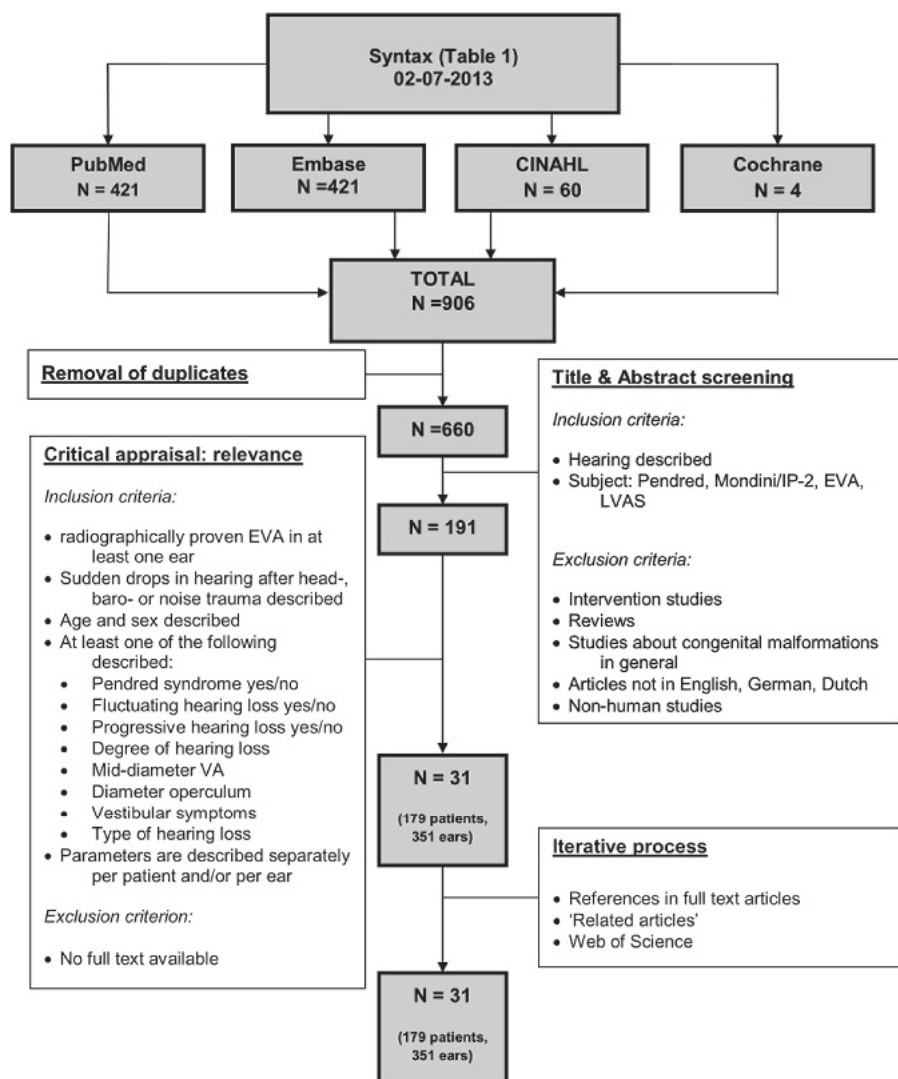 Syntax (Table 1)
02-07-2013
PubMed
N = 421
Embase
N =421
CINAHL
N = 60
Cochrane
N = 4
TOTAL
N =906
Removal of duplicates
N =660
Title & Abstract screening
Inclusion criteria:
• Hearing described
• Subject: Pendred, Mondini/IP-2, EVA,
LVAS
Exclusion criteria:
• Intervention studies
• Reviews
• Studies about congenital malformations
in general
• Articles not in English, German, Dutch
• Non-human studies
N = 191
Critical appraisal: relevance
Inclusion criteria:
• radiographically proven EVA in at
least one ear
• Sudden drops in hearing after head-,
baro- or noise trauma described
• Age and sex described
• At least one of the following
described:
• Pendred syndrome yes/no
• Fluctuating hearing loss yes/no
• Progressive hearing loss yes/no
• Degree of hearing loss
• Mid-diameter VA
• Diameter operculum
• Vestibular symptoms
• Type of hearing loss
• Parameters are described separately
per patient and/or per ear
Exclusion criterion:
• No full text available
N = 31
(179 patients,
351 ears)
Iterative process
• References in full text articles
• ‘Related articles’
• Web of Science
N = 31
(179 patients,
351 ears)